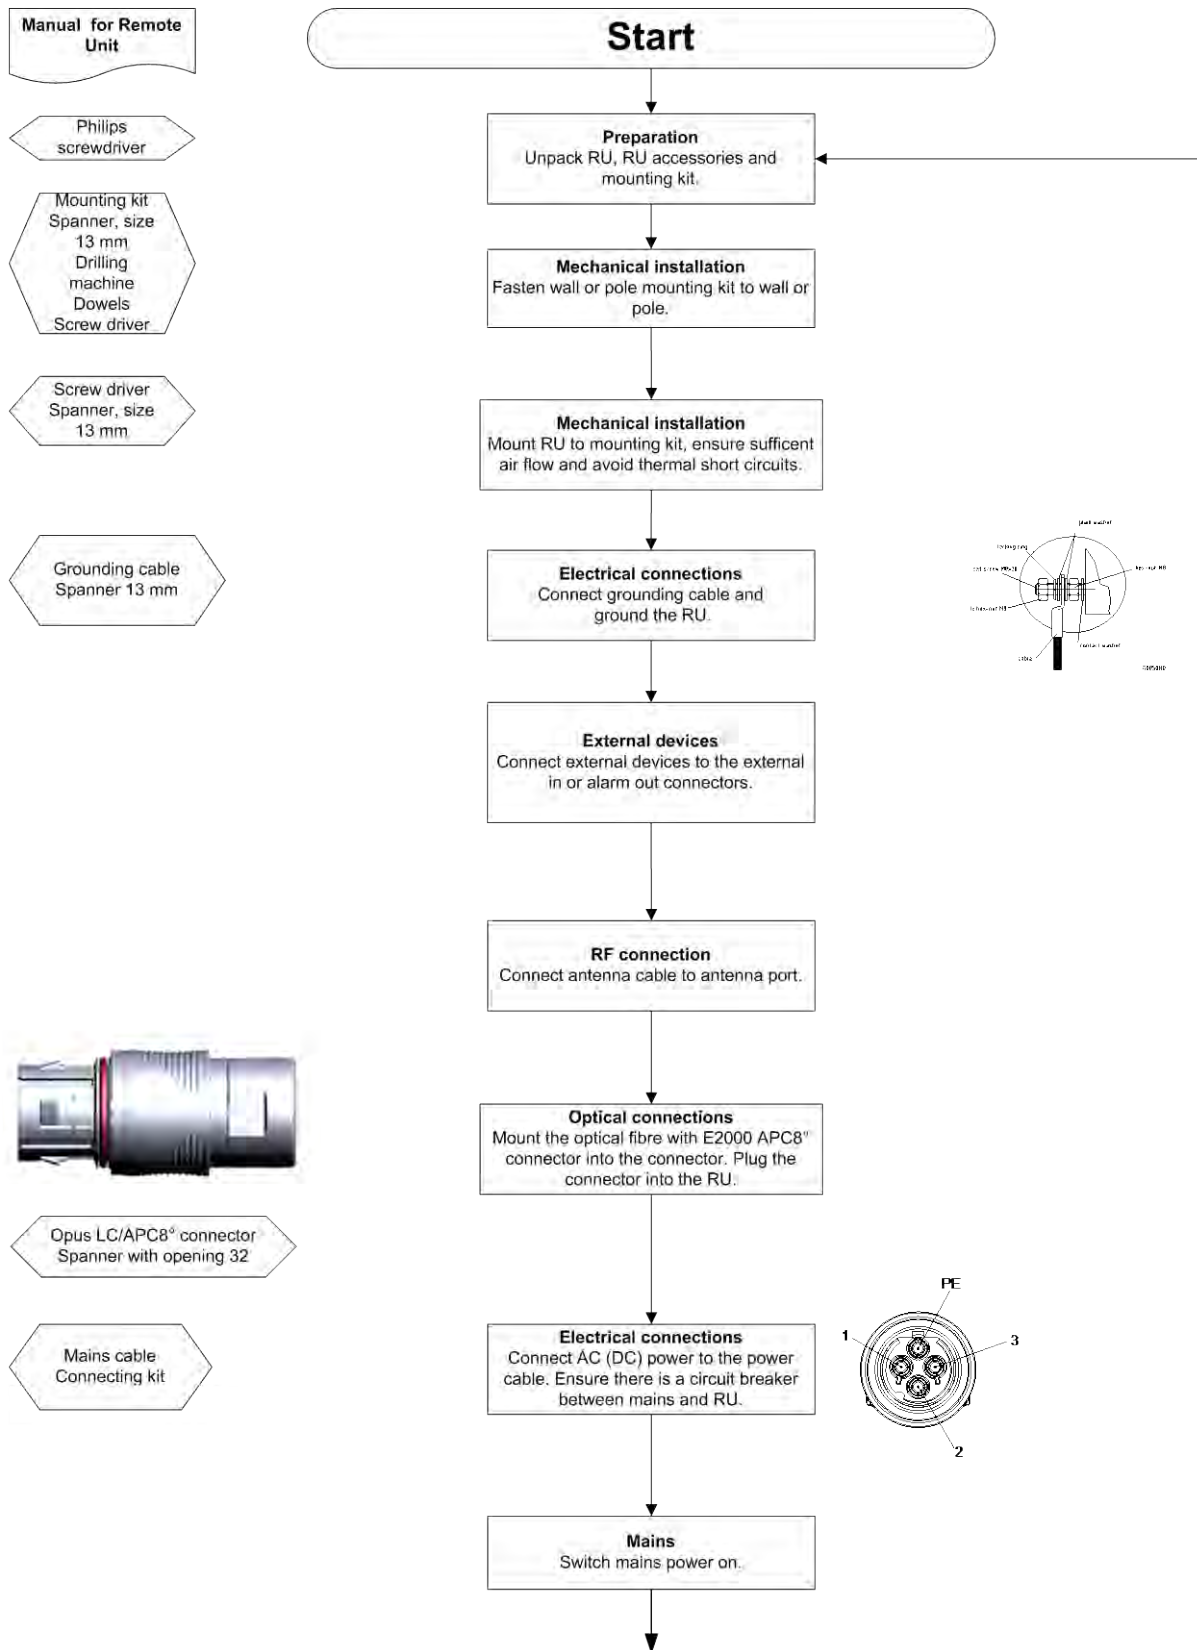 Manual for Remote
Unit
Start
Philips
screwdriver
Preparation
Unpack RU, RU accessories and
mounting kit.
Mounting kit
Spanner, size
13 mm
Drilling
machine
Dowels
Screw driver
Mechanical installation
Fasten wall or pole mounting kit to wall or
pole.
Screw driver
Spanner, size
13 mm
Mechanical installation
Mount RU to mounting kit, ensure sufficent
air flow and avoid thermal short circuits.
Grounding cable
Spanner 13 mm
Electrical connections
Connect grounding cable and
ground the RU.
External devices
Connect external devices to the external
in or alarm out connectors.
RF connection
Connect antenna cable to antenna port.
Optical connections
Mount the optical fibre with E2000 APC8°
connector into the connector. Plug the
connector into the RU.
Opus LC/APC8° connector
Spanner with opening 32
Mains cable
Connecting kit
Electrical connections
Connect AC (DC) power to the power
cable. Ensure there is a circuit breaker
between mains and RU.
PE
1
3
2
Mains
Switch mains power on.